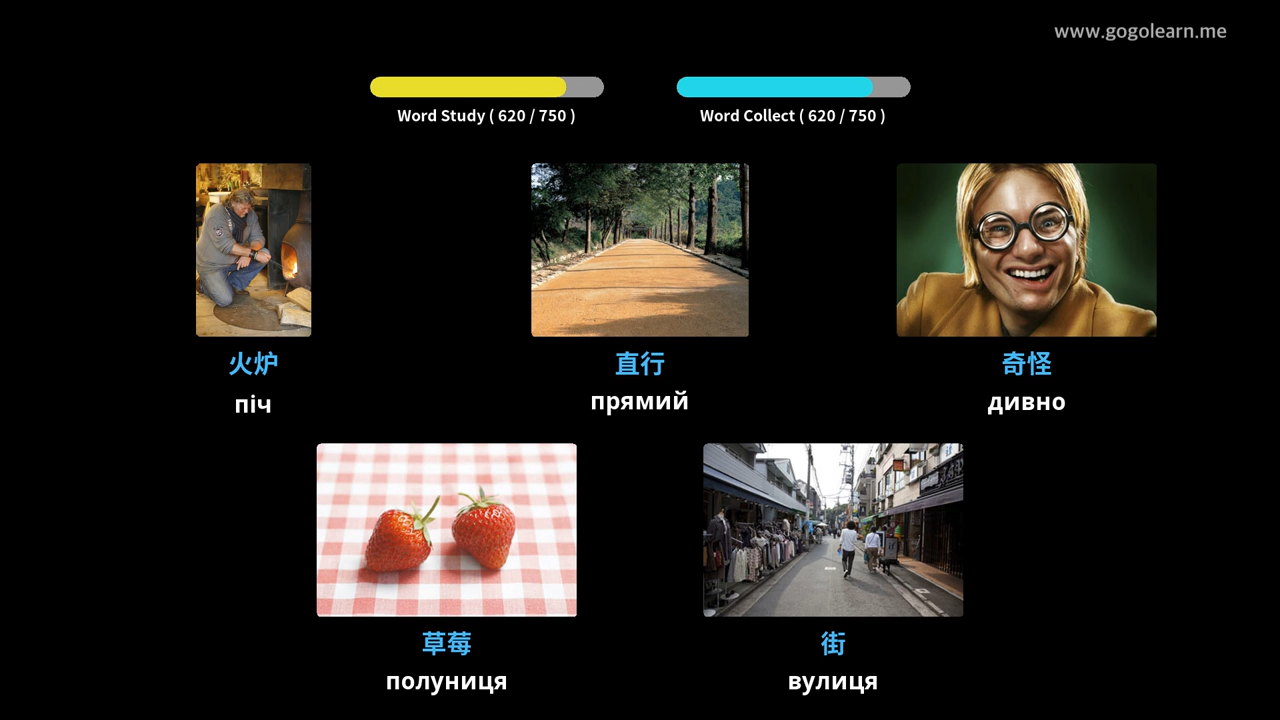 www.gogolearn.me
Word Study ( 620 / 750 )
Word Collect ( 620 / 750 )
火炉
піч
直行
прямий
奇怪
дивно
草莓
полуниця
街
вулиця